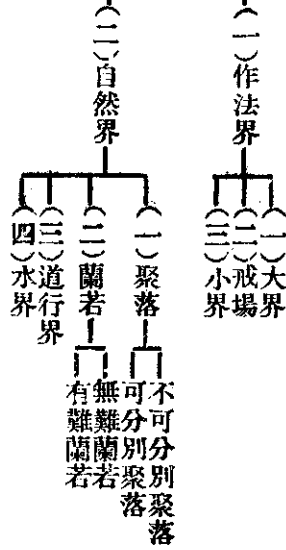 (一)作法界
(一)大界
(二)戒場
(三)小界
(二)自然界
(一)聚落
不可分別聚落
可分別聚落
(二)蘭若
無難蘭若
有難蘭若
(三)道行界
(四)水界